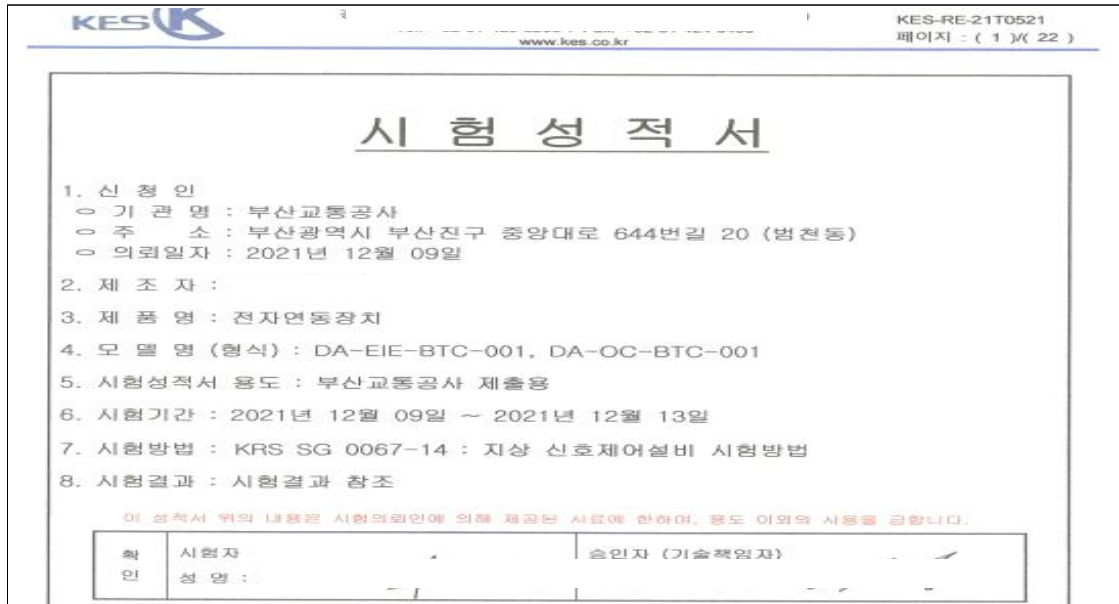 KES
KES-RE-21T0521
www.kes.co.kr
페이지 : ( 1 )/( 22 )
시 험 성 적 서
1. 신 청 인
ㅇ 기 관 명 : 부산교통공사
ㅇ 주 소 : 부산광역시 부산진구 중앙대로 644번길 20 (범천동)
ㅇ 의뢰일자 : 2021년 12월 09일
2. 제 조 자 :
3. 제 품 명 : 전자연동장치
4. 모 델 명 (형식) : DA-EIE-BTC-001, DA-OC-BTC-001
5. 시험성적서 용도 : 부산교통공사 제출용
6. 시험기간 : 2021년 12월 09일 ~ 2021년 12월 13일
7. 시험방법 : KRS SG 0067-14 : 지상 신호제어설비 시험방법
8. 시험결과 : 시험결과 참조
이 성적서 위의 내용은 시험의뢰인에 의해 제공된 시료에 한하며, 용도 이외의 사용을 금합니다.
확 인
시험자
승인자 (기술책임자)
성 명 :